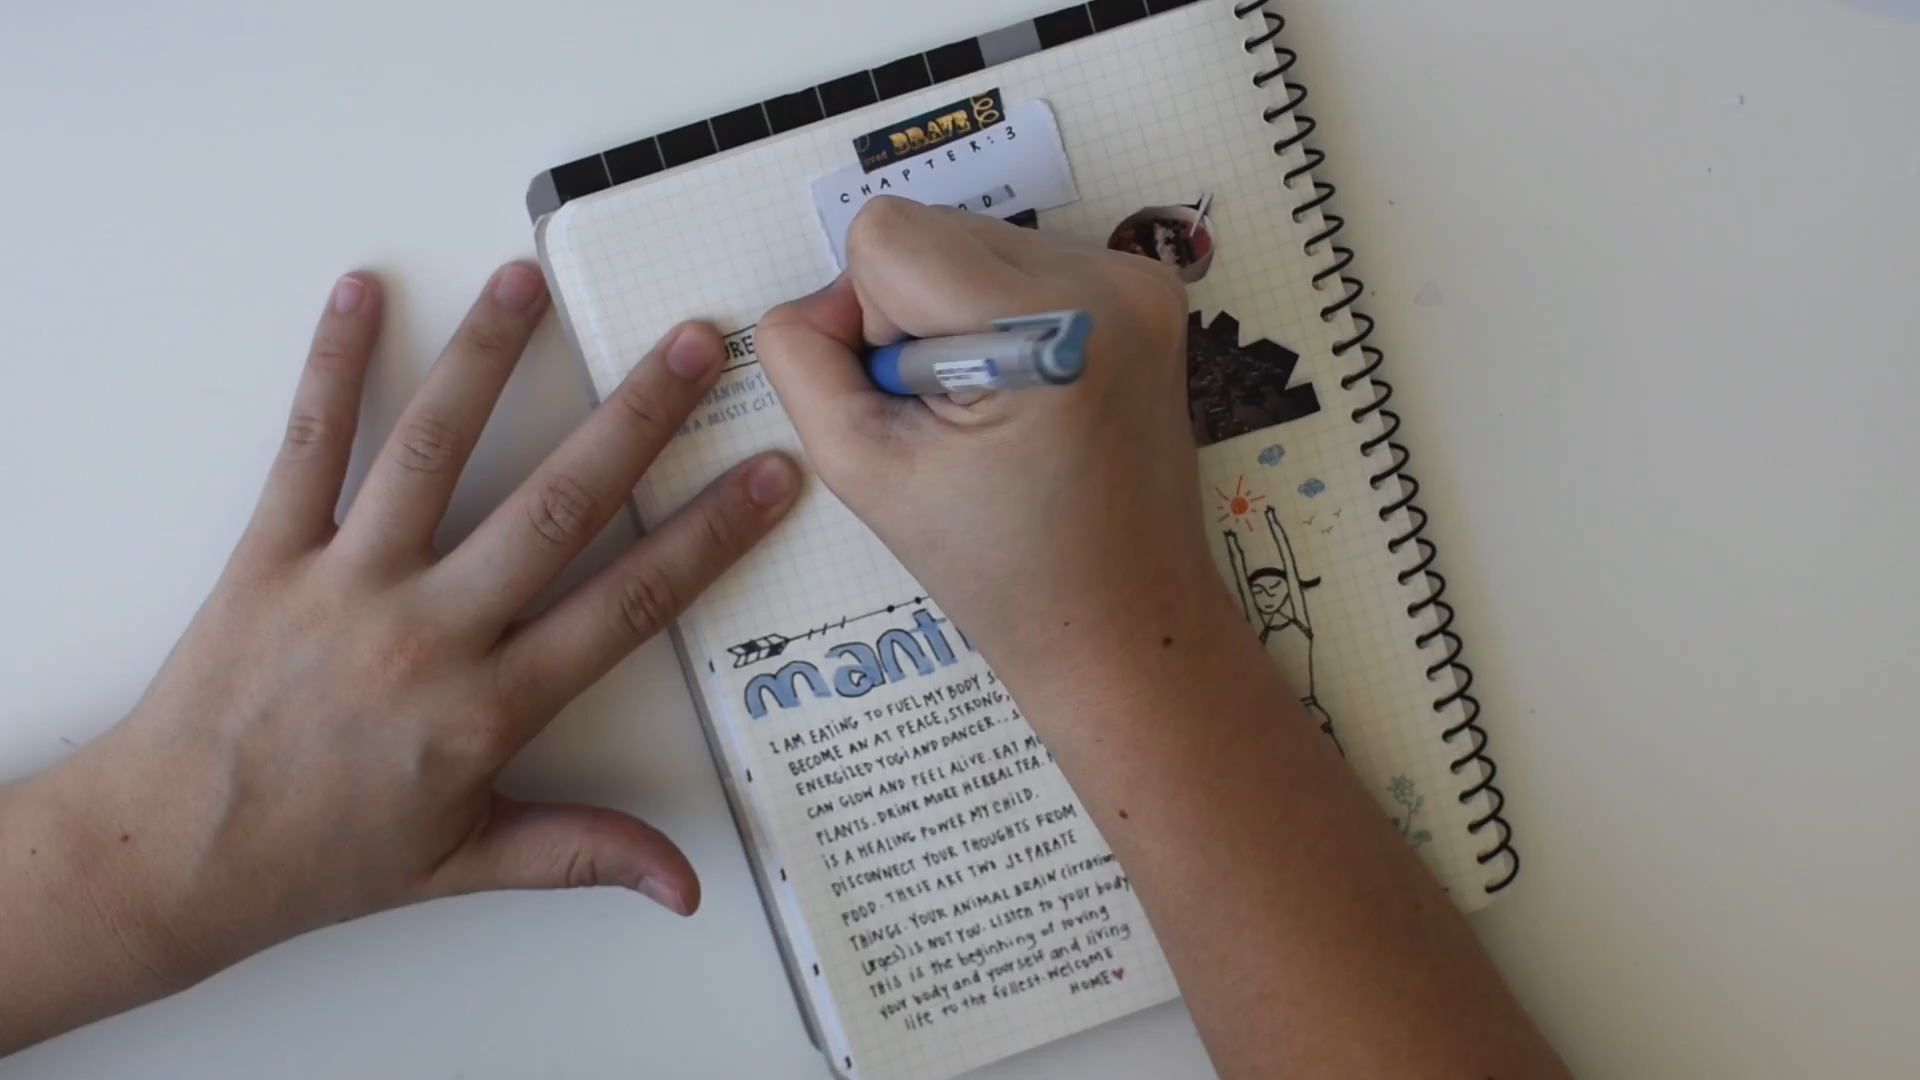 BRAVE
CHAPTER: 3
MISTY CIT
mant
I AM EATING TO FUEL MY BODY
BECOME AN AT PEACE, STRONG,
ENERGIZED YOGI AND DANCER...
CAN GLOW AND FEEL ALIVE. EAT
PLANTS. DRINK MORE HERBAL TEA.
IS A HEALING POWER MY CHILD.
DISCONNECT YOUR THOUGHTS FROM
FOOD. THESE ARE TWO SEPARATE
THINGS. YOUR ANIMAL BRAIN (irration
urges) IS NOT YOU. Listen to your body
This is the beginning of loving
your body and yourself and living
life to the fullest. Welcome
HOME♥